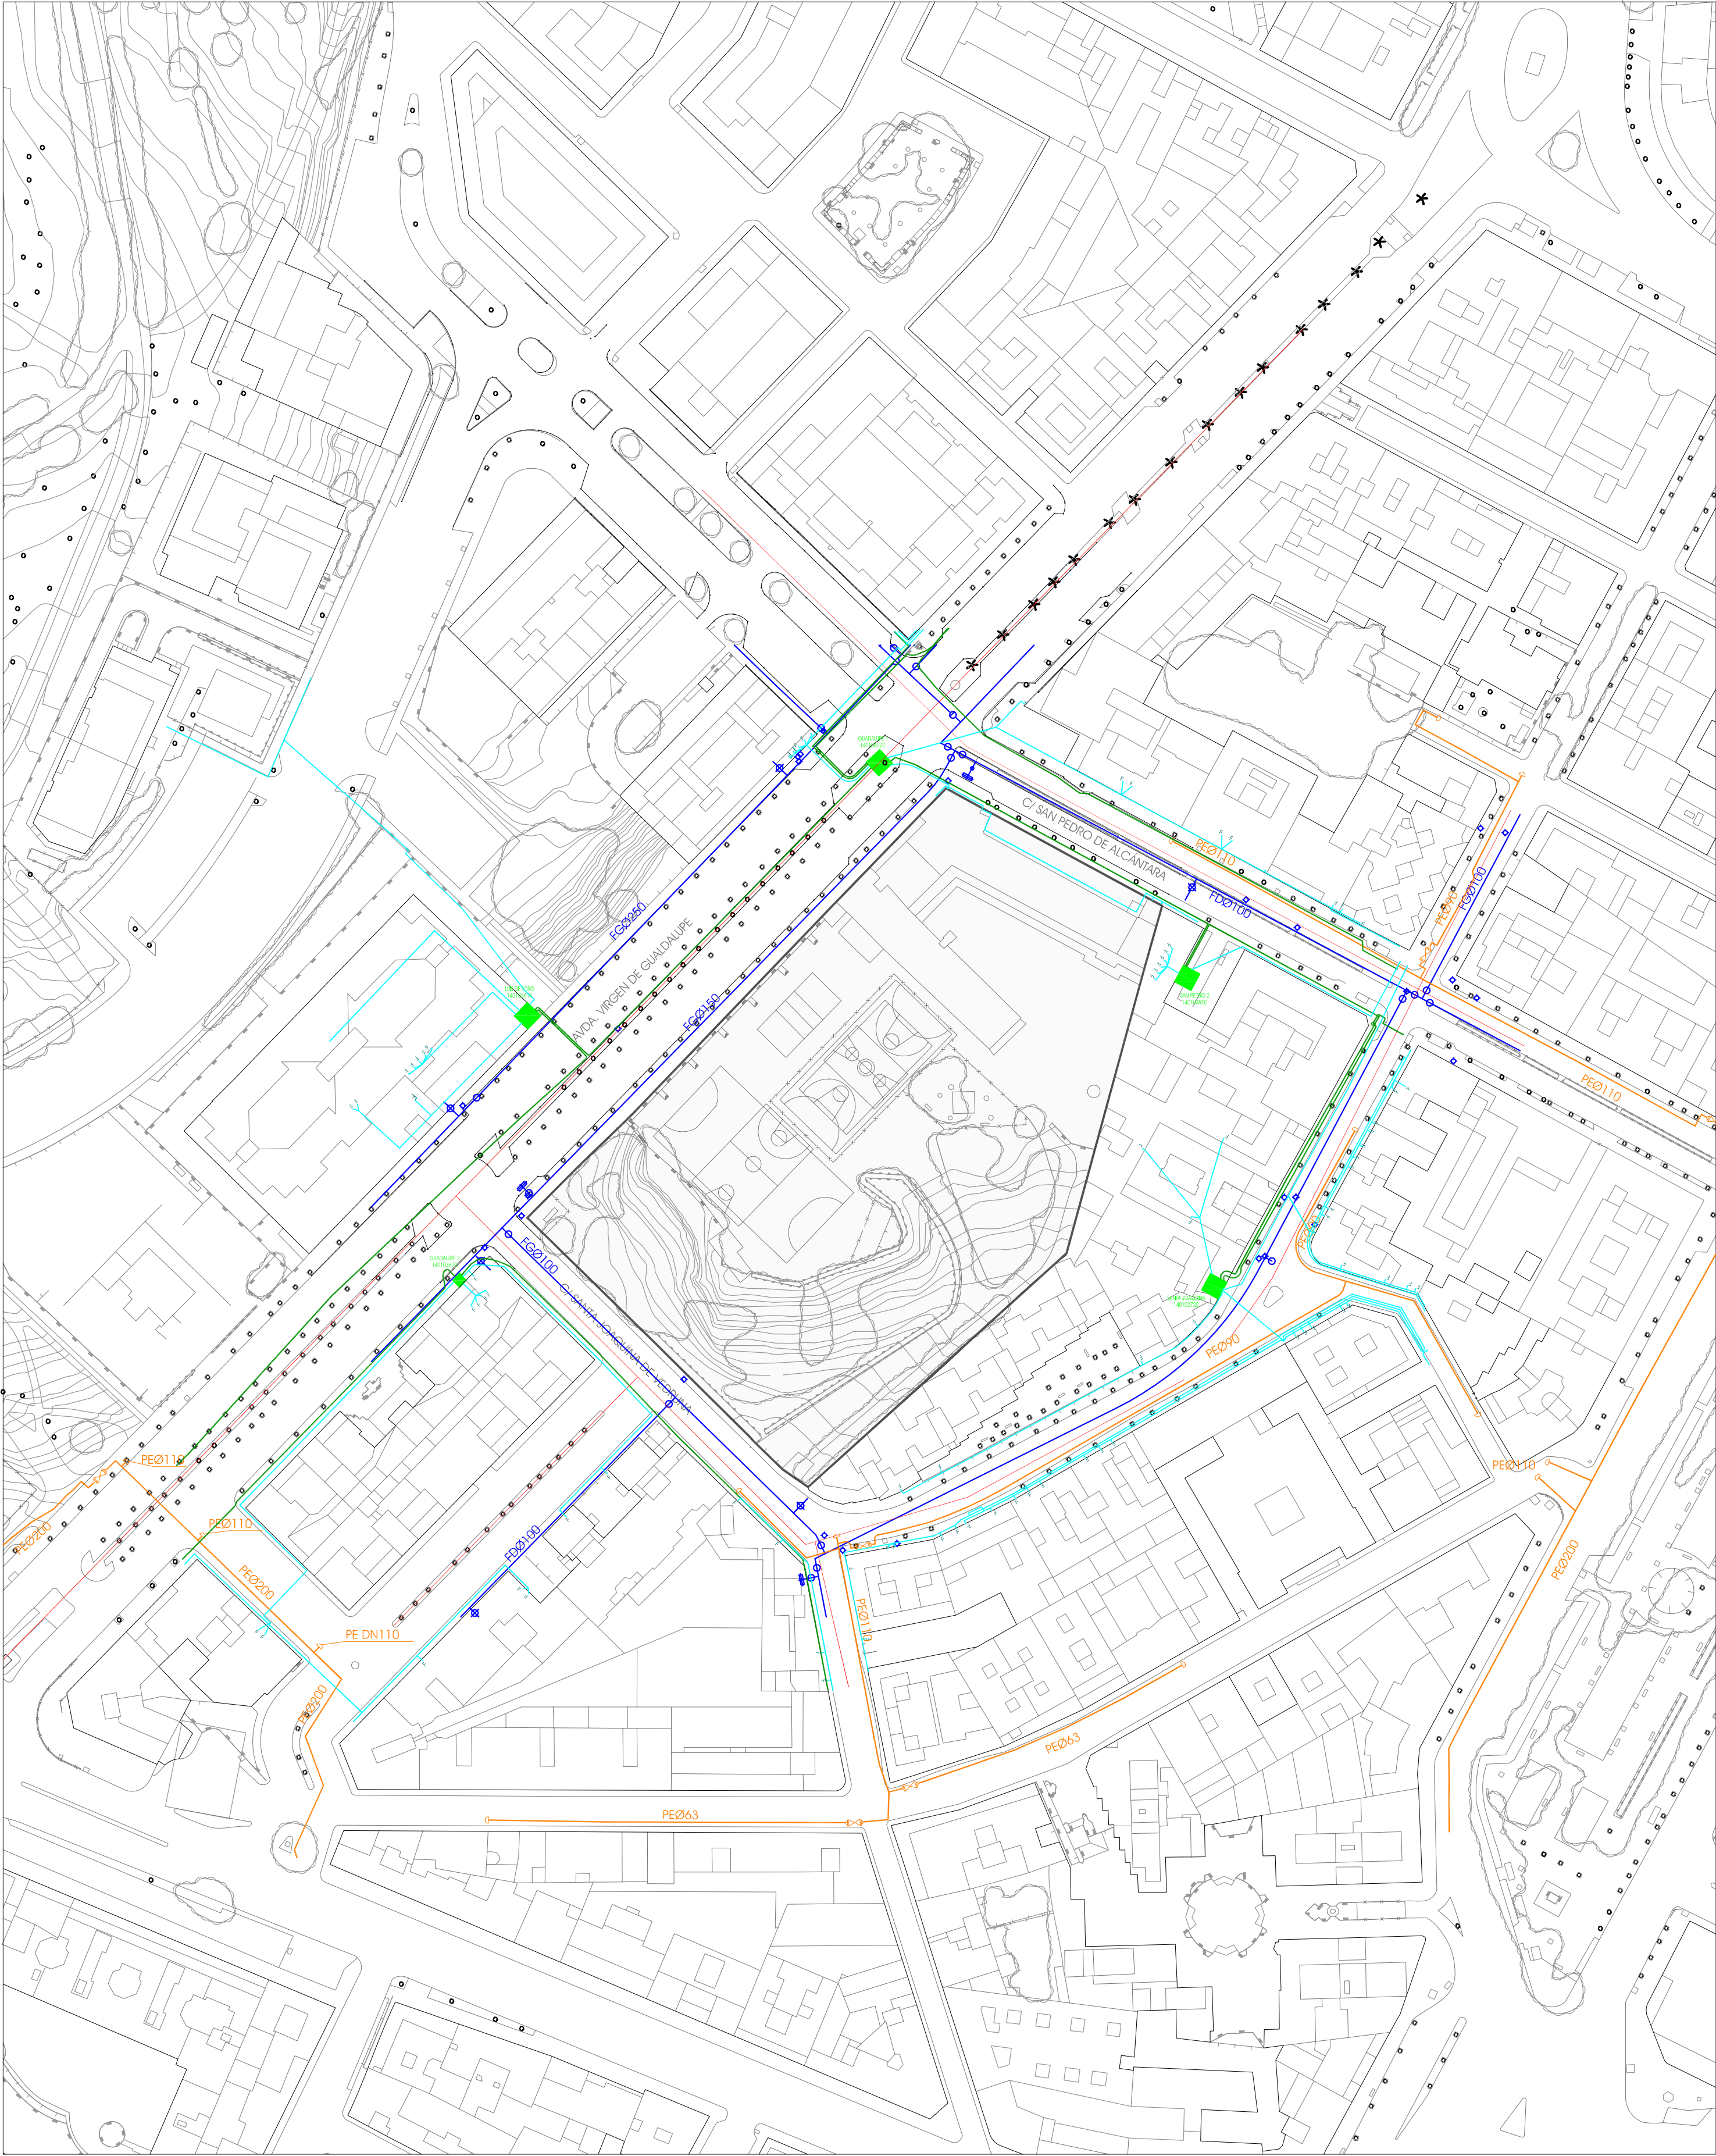 C/ SAN PEDRO DE ALCANTARA
PEØ110
FDØ100
PEØ90
FGØ100
FGØ250
AVDA. VIRGEN DE GUALDALUPE
FGØ150
PEØ110
FGØ100
C/ SANTA JOAQUINA DE VEDRUNA
PEØ90
PEØ110
PEØ110
PEØ200
PEØ110
PEØ200
FDØ100
PEØ110
PEØ200
PE DN110
PEØ200
PEØ63
PEØ63